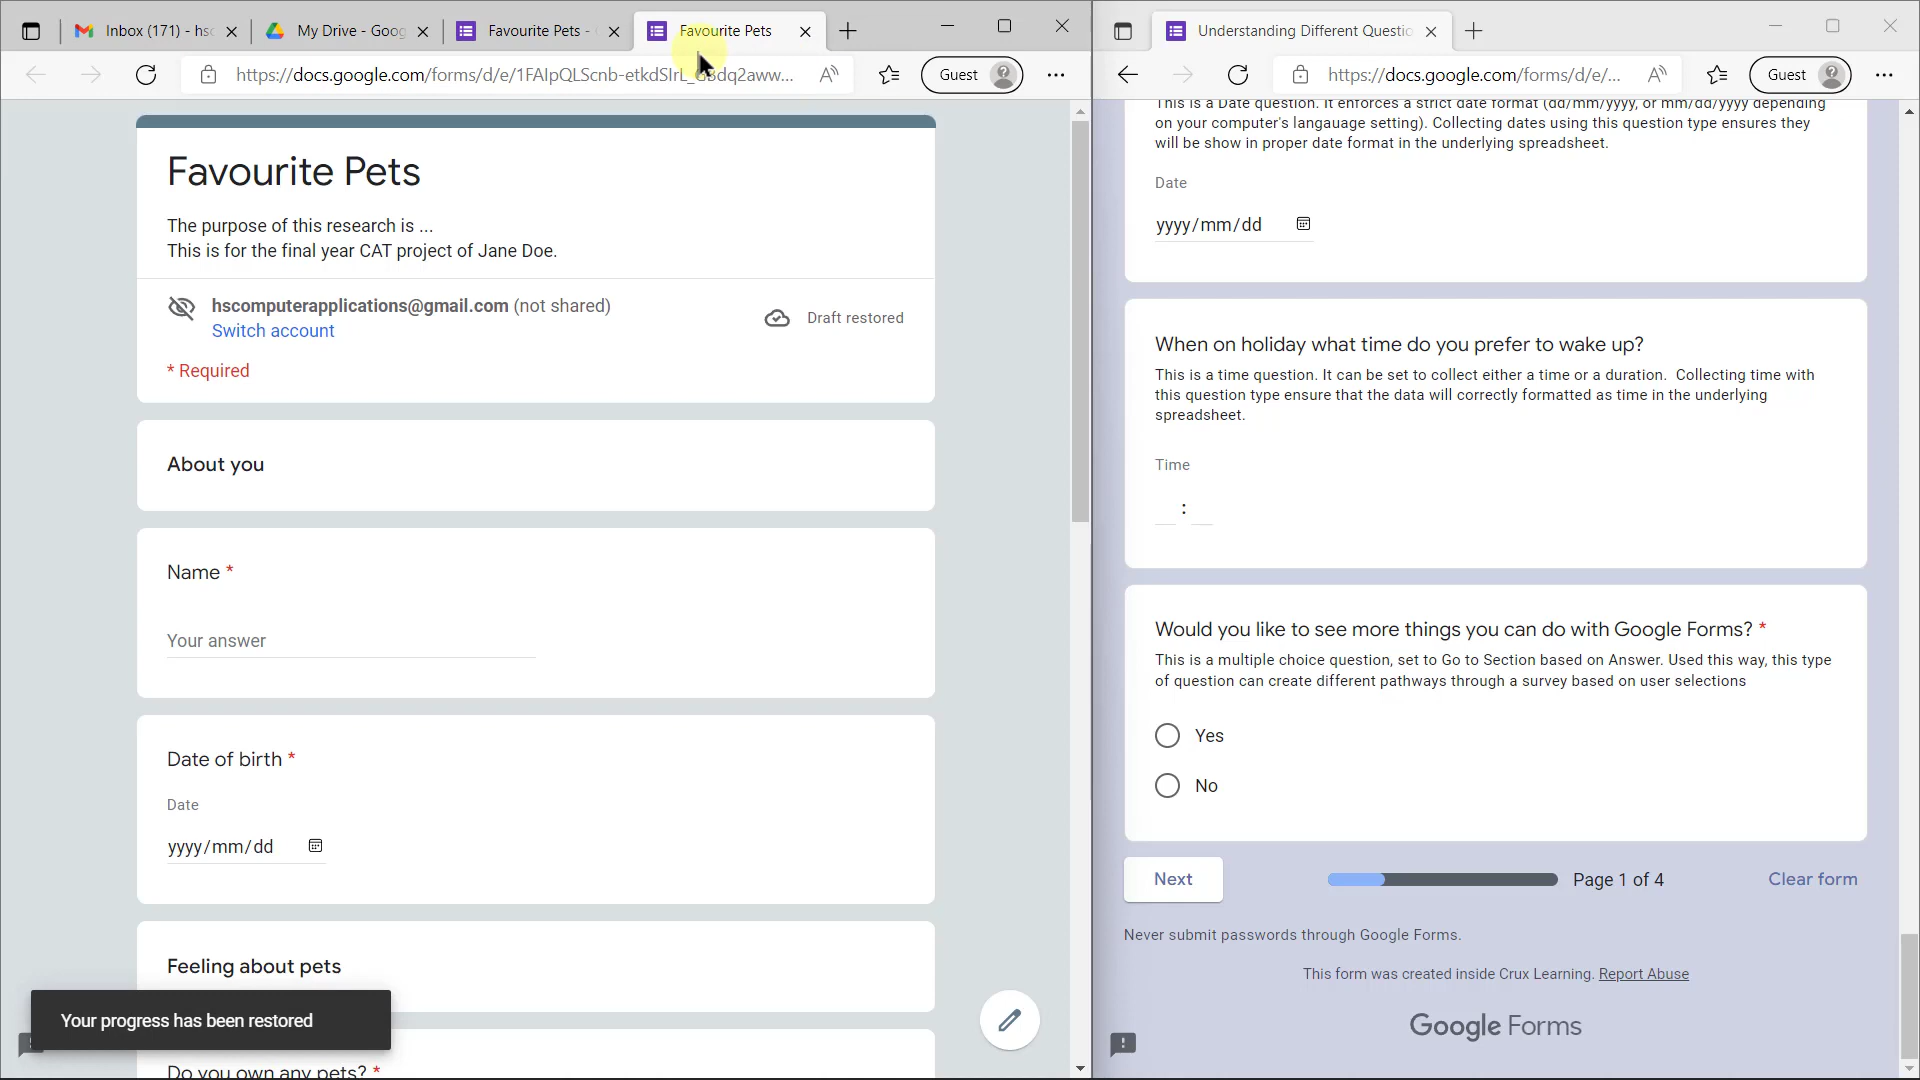 Inbox (171) - hsc
My Drive - Goog
Favourite Pets -
Favourite Pets
https://docs.google.com/forms/d/e/1FAIpQLScnb-etkdSIrL_
dq2aww...
Guest
Favourite Pets
The purpose of this research is ...
This is for the final year CAT project of Jane Doe.
hscomputerapplications@gmail.com (not shared)
Switch account
Draft restored
* Required
About you
Name *
Your answer
Date of birth *
Date
yyyy/mm/dd
Feeling about pets
Your progress has been restored
Do you own any pets? *
Understanding Different Questio
https://docs.google.com/forms/d/e/...
Guest
This is a Date question. It enforces a strict date format (dd/mm/yyyy, or mm/dd/yyyy depending
on your computer's langauage setting). Collecting dates using this question type ensures they
will be show in proper date format in the underlying spreadsheet.
Date
yyyy/mm/dd
When on holiday what time do you prefer to wake up?
This is a time question. It can be set to collect either a time or a duration. Collecting time with
this question type ensure that the data will correctly formatted as time in the underlying
spreadsheet.
Time
:
Would you like to see more things you can do with Google Forms? *
This is a multiple choice question, set to Go to Section based on Answer. Used this way, this type
of question can create different pathways through a survey based on user selections
Yes
No
Next
Page 1 of 4
Clear form
Never submit passwords through Google Forms.
This form was created inside Crux Learning. Report Abuse
Google Forms